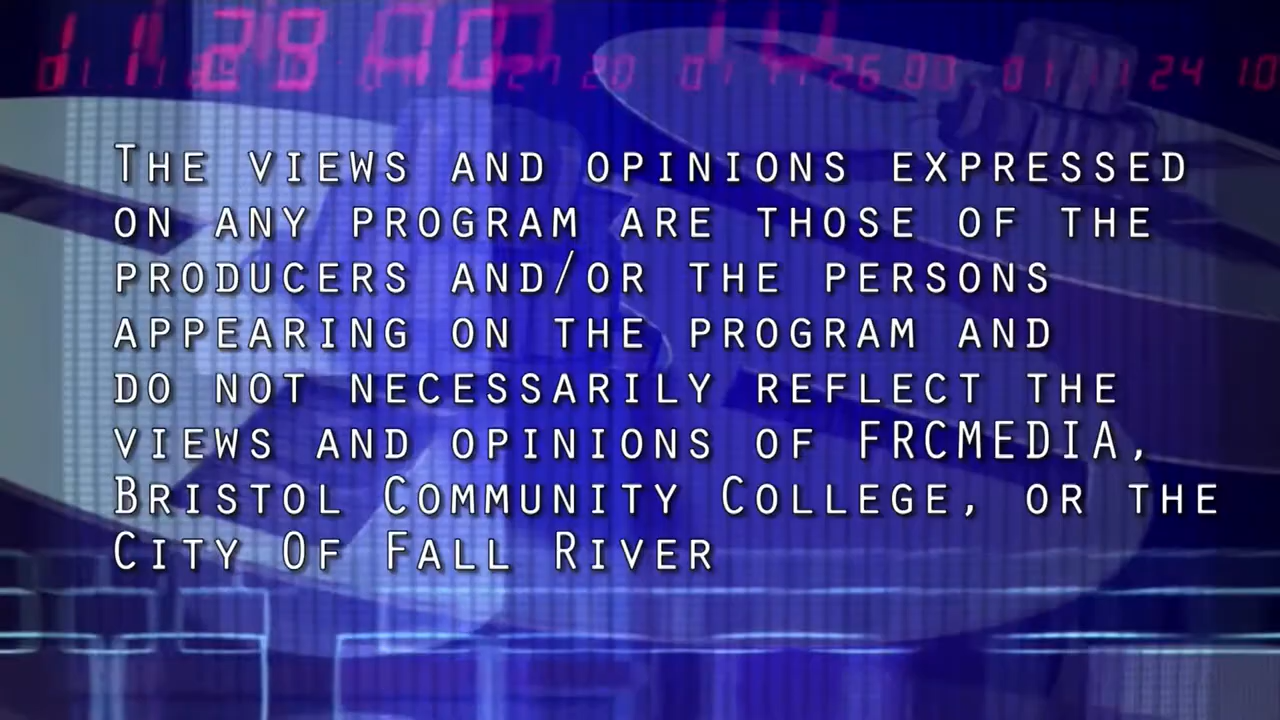 The views and opinions expressed
on any program are those of the
producers and/or the persons
appearing on the program and
do not necessarily reflect the
views and opinions of FRCMEDIA,
Bristol Community College, or the
City Of Fall River